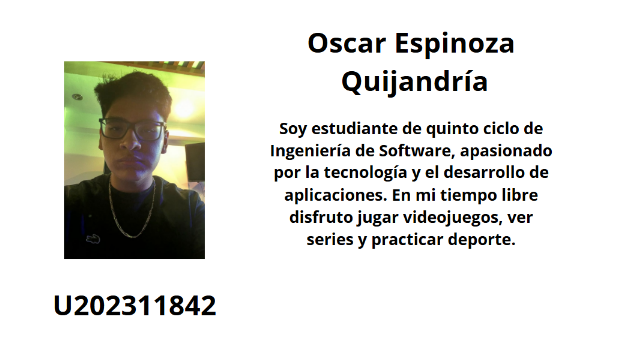 Oscar Espinoza
Quijandría
Soy estudiante de quinto ciclo de
Ingeniería de Software, apasionado
por la tecnología y el desarrollo de
aplicaciones. En mi tiempo libre
disfruto jugar videojuegos, ver
series y practicar deporte.
U202311842